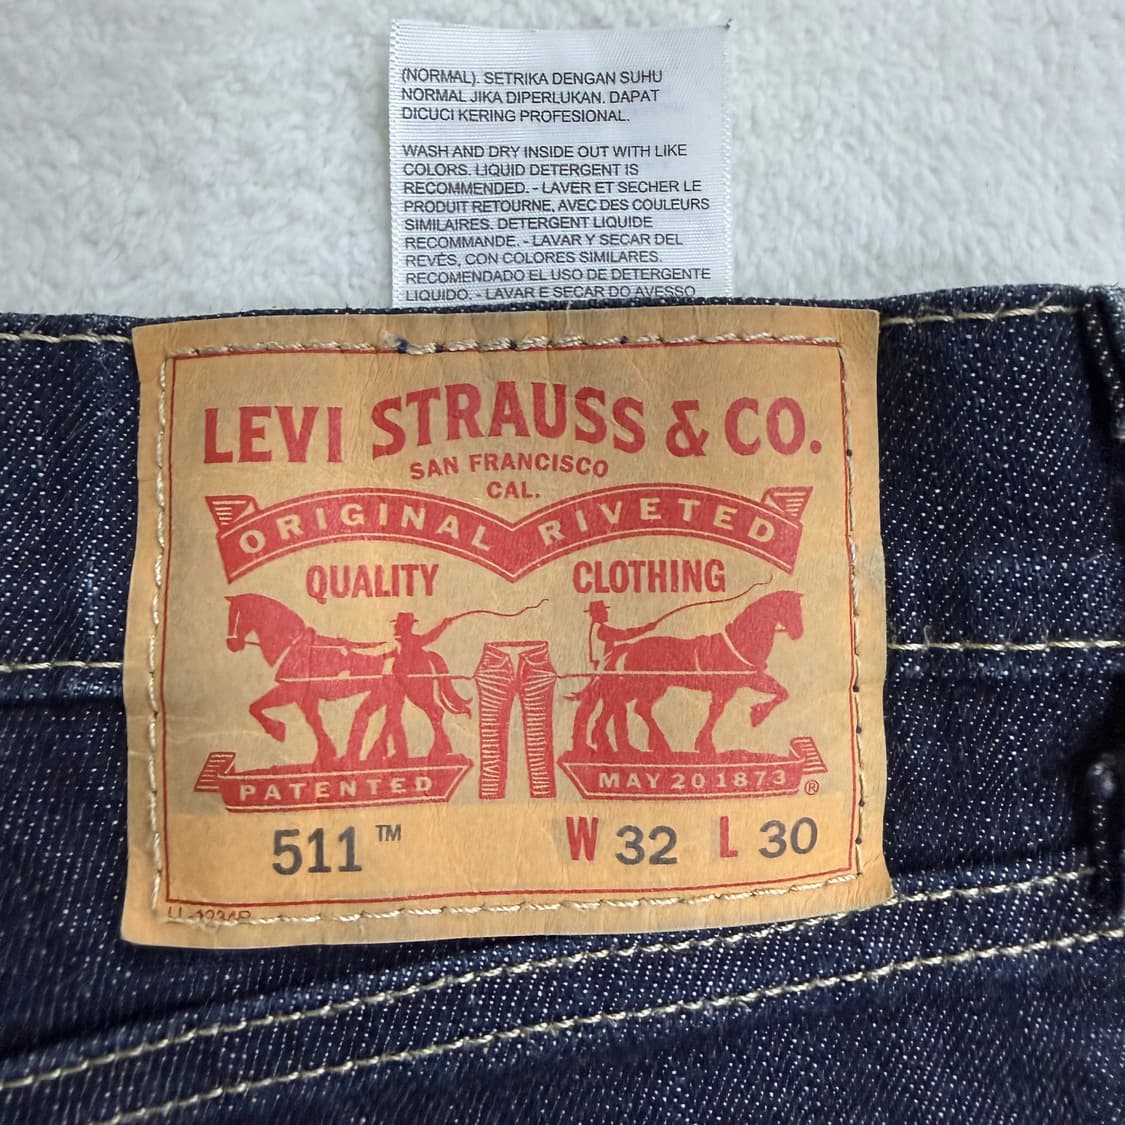 (NORMAL). SETRIKA DENGAN SUHU
NORMAL JIKA DIPERLUKAN. DAPAT
DICUCI KERING PROFESIONAL.
WASH AND DRY INSIDE OUT WITH LIKE
COLORS. LIQUID DETERGENT IS
RECOMMENDED. - LAVER ET SECHER LE
PRODUIT RETOURNE, AVEC DES COULEURS
SIMILAIRES. DETERGENT LIQUIDE
RECOMMANDE. - LAVAR Y SECAR DEL
REVÉS, CON COLORES SIMILARES.
RECOMENDADO EL USO DE DETERGENTE
LIQUIDO. - LAVAR E SECAR DO AVESSO
LEVI STRAUSS & CO.
SAN FRANCISCO
CAL.
ORIGINAL RIVETED
QUALITY CLOTHING
PATENTED MAY 20 1873 ®
511 ™ W 32 L 30